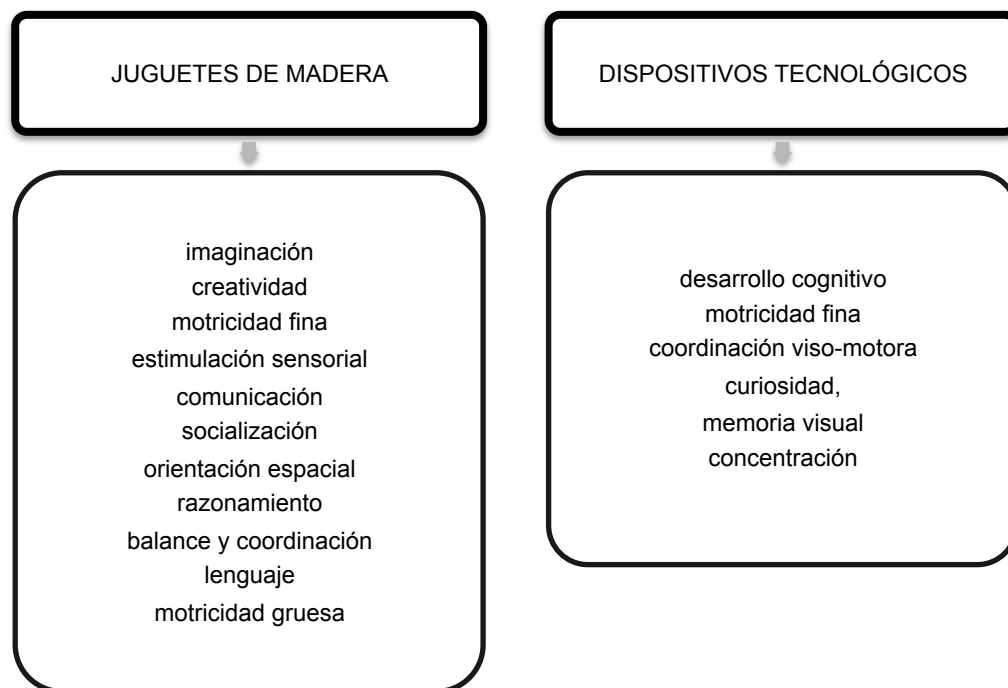 JUGUETES DE MADERA
imaginación
creatividad
motricidad fina
estimulación sensorial
comunicación
socialización
orientación espacial
razonamiento
balance y coordinación
lenguaje
motricidad gruesa
DISPOSITIVOS TECNOLÓGICOS
desarrollo cognitivo
motricidad fina
coordinación viso-motora
curiosidad,
memoria visual
concentración